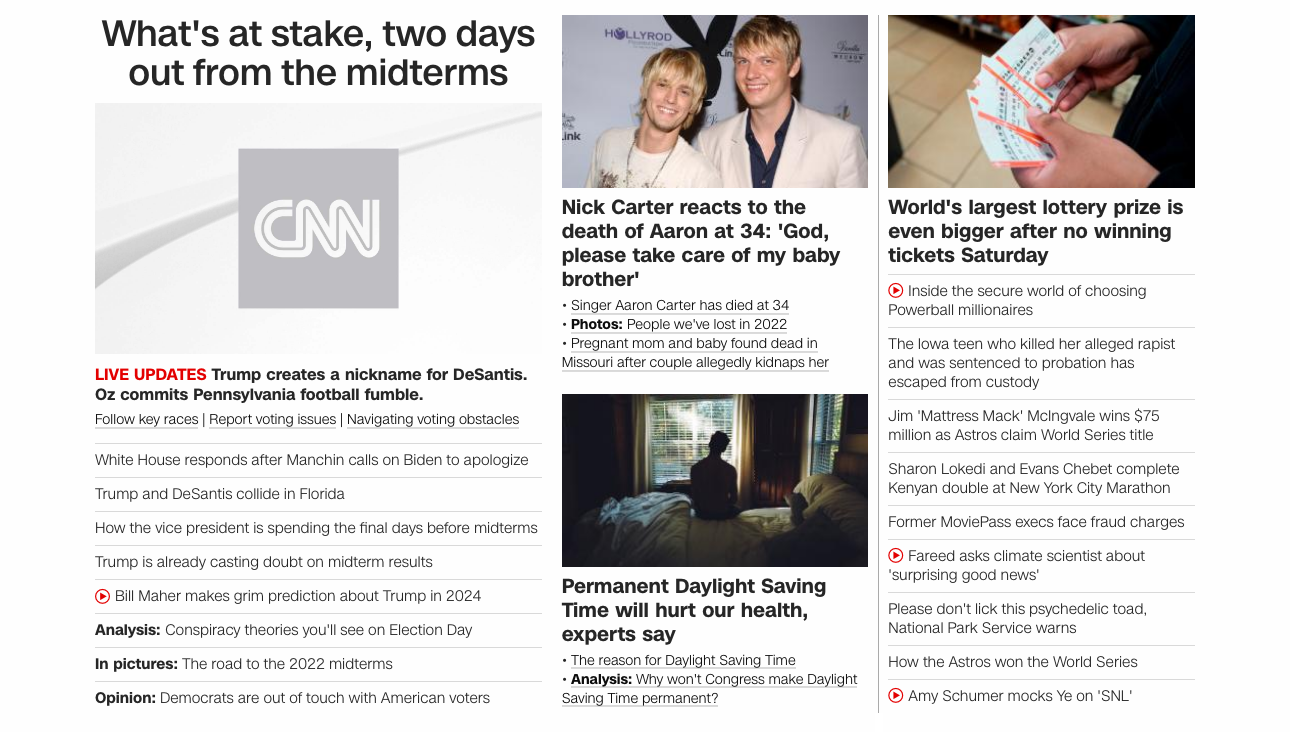 What's at stake, two days
out from the midterms
CNN
LIVE UPDATES Trump creates a nickname for DeSantis.
Oz commits Pennsylvania football fumble.
Follow key races | Report voting issues | Navigating voting obstacles
White House responds after Manchin calls on Biden to apologize
Trump and DeSantis collide in Florida
How the vice president is spending the final days before midterms
Trump is already casting doubt on midterm results
Bill Maher makes grim prediction about Trump in 2024
Analysis: Conspiracy theories you'll see on Election Day
In pictures: The road to the 2022 midterms
Opinion: Democrats are out of touch with American voters
HOLLYROD
Link
Nick Carter reacts to the
death of Aaron at 34: 'God,
please take care of my baby
brother'
• Singer Aaron Carter has died at 34
• Photos: People we've lost in 2022
• Pregnant mom and baby found dead in
Missouri after couple allegedly kidnaps her
Permanent Daylight Saving
Time will hurt our health,
experts say
• The reason for Daylight Saving Time
• Analysis: Why won't Congress make Daylight
Saving Time permanent?
World's largest lottery prize is
even bigger after no winning
tickets Saturday
Inside the secure world of choosing
Powerball millionaires
The Iowa teen who killed her alleged rapist
and was sentenced to probation has
escaped from custody
Jim 'Mattress Mack' McIngvale wins $75
million as Astros claim World Series title
Sharon Lokedi and Evans Chebet complete
Kenyan double at New York City Marathon
Former MoviePass execs face fraud charges
Fareed asks climate scientist about
'surprising good news'
Please don't lick this psychedelic toad,
National Park Service warns
How the Astros won the World Series
Amy Schumer mocks Ye on 'SNL'